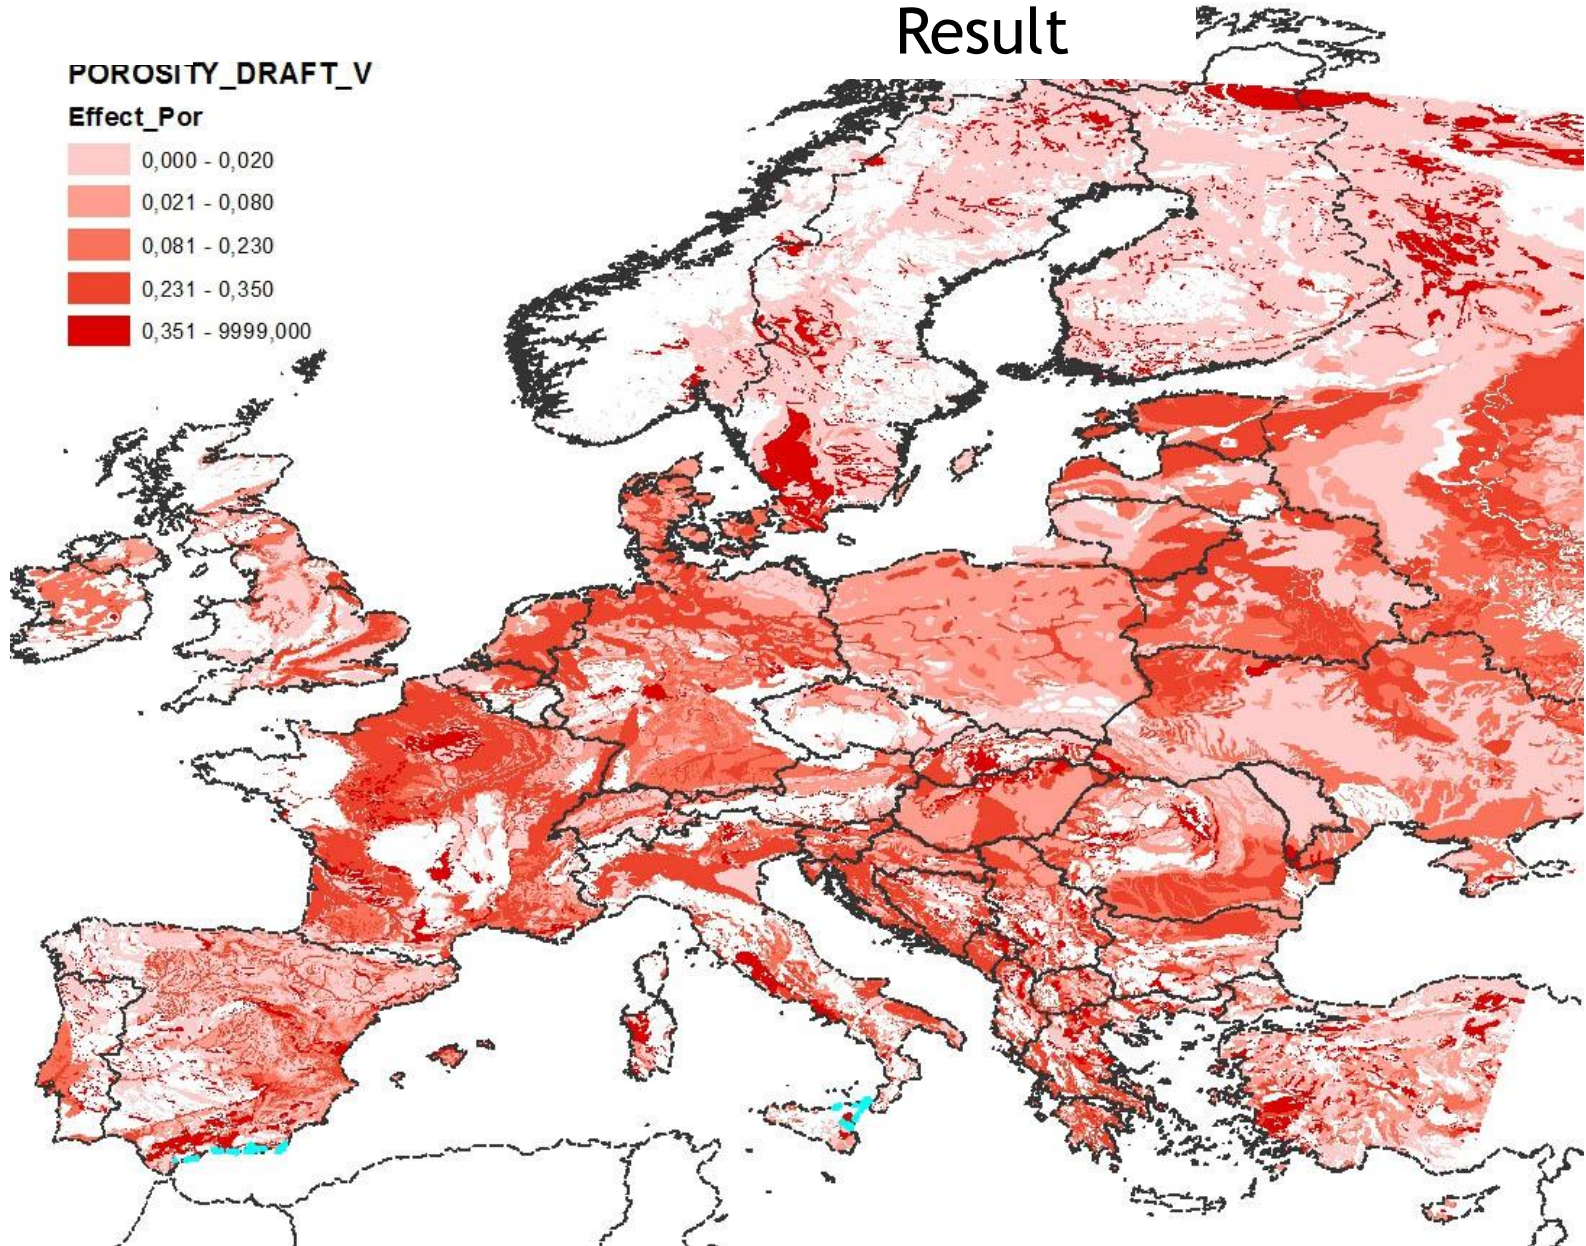 Result
POROSITY_DRAFT_V
Effect_Por
0,000 - 0,020
0,021 - 0,080
0,081 - 0,230
0,231 - 0,350
0,351 - 9999,000